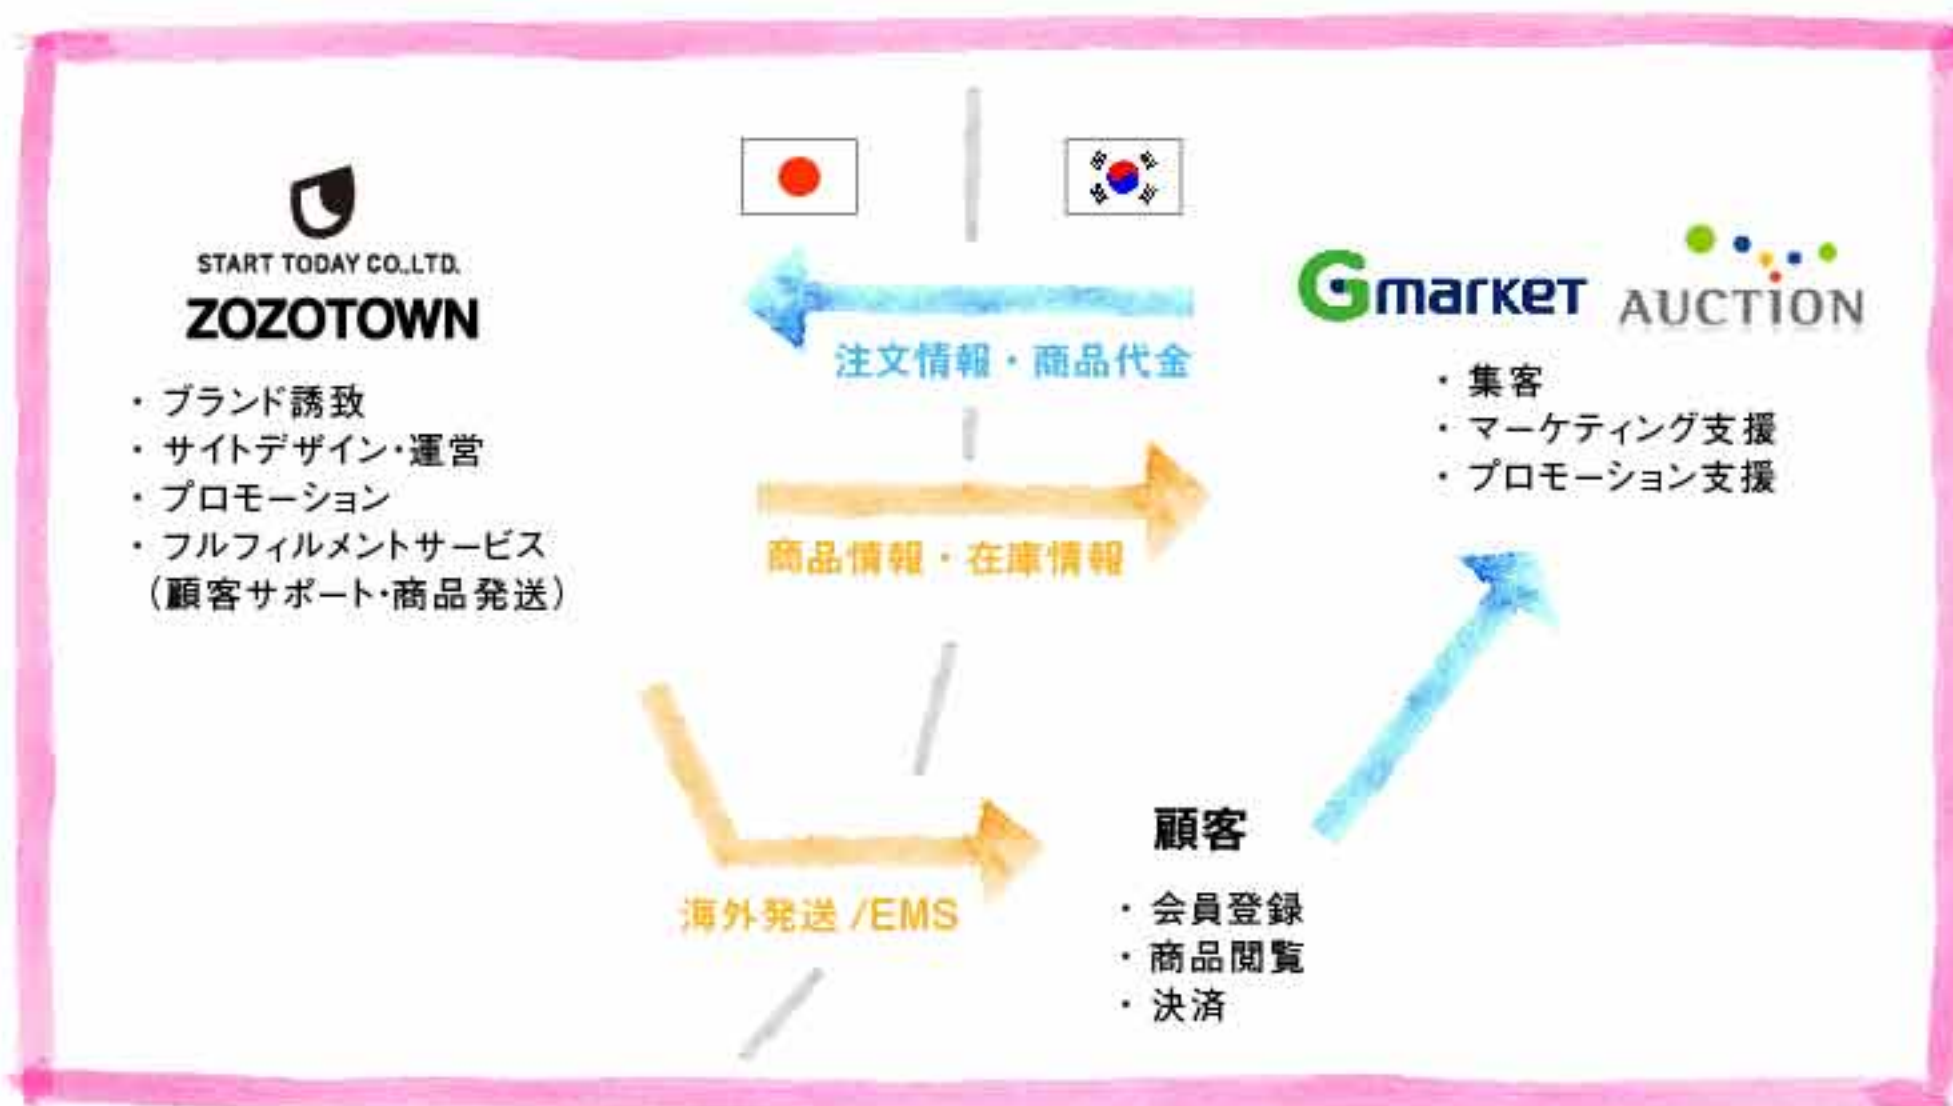 START TODAY CO.,LTD.
ZOZOTOWN
・ブランド誘致
・サイトデザイン・運営
・プロモーション
・フルフィルメントサービス
（顧客サポート・商品発送）
注文情報・商品代金
商品情報・在庫情報
Gmarket
AUCTION
・集客
・マーケティング支援
・プロモーション支援
海外発送 /EMS
顧客
・会員登録
・商品閲覧
・決済